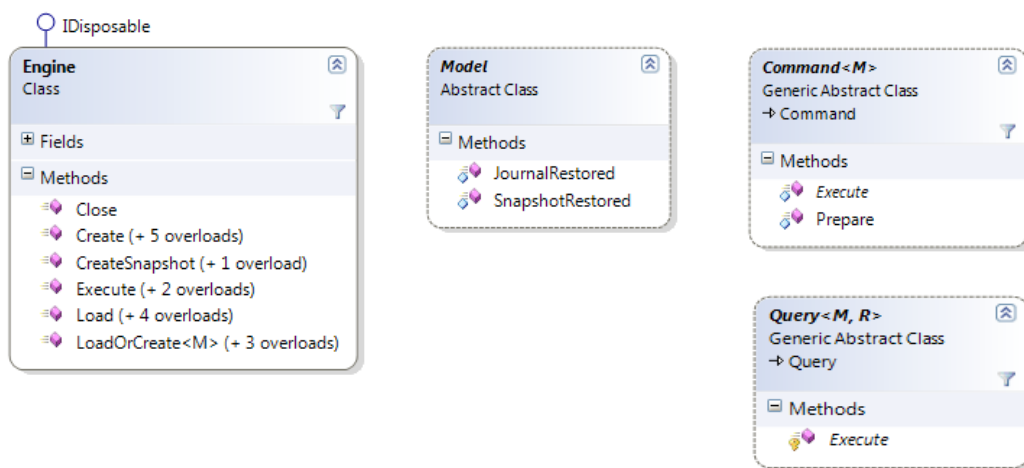 IDisposable
Engine
Class
Fields
Methods
Close
Create (+ 5 overloads)
CreateSnapshot (+ 1 overload)
Execute (+ 2 overloads)
Load (+ 4 overloads)
LoadOrCreate<M> (+ 3 overloads)
Model
Abstract Class
Methods
JournalRestored
SnapshotRestored
Command<M>
Generic Abstract Class
Command
Methods
Execute
Prepare
Query<M, R>
Generic Abstract Class
Query
Methods
Execute